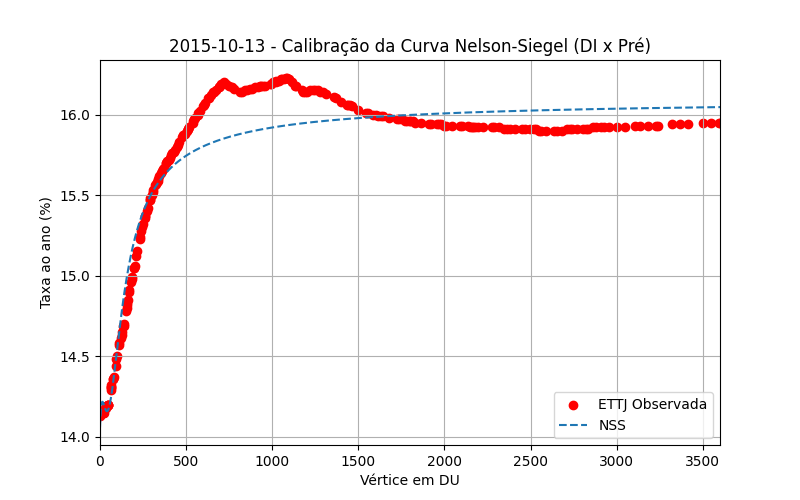 2015-10-13 - Calibração da Curva Nelson-Siegel (DI x Pré)
Taxa ao ano (%)
16.0
15.5
15.0
14.5
14.0
0 500 1000 1500 2000 2500 3000 3500
Vértice em DU
ETTJ Observada
NSS